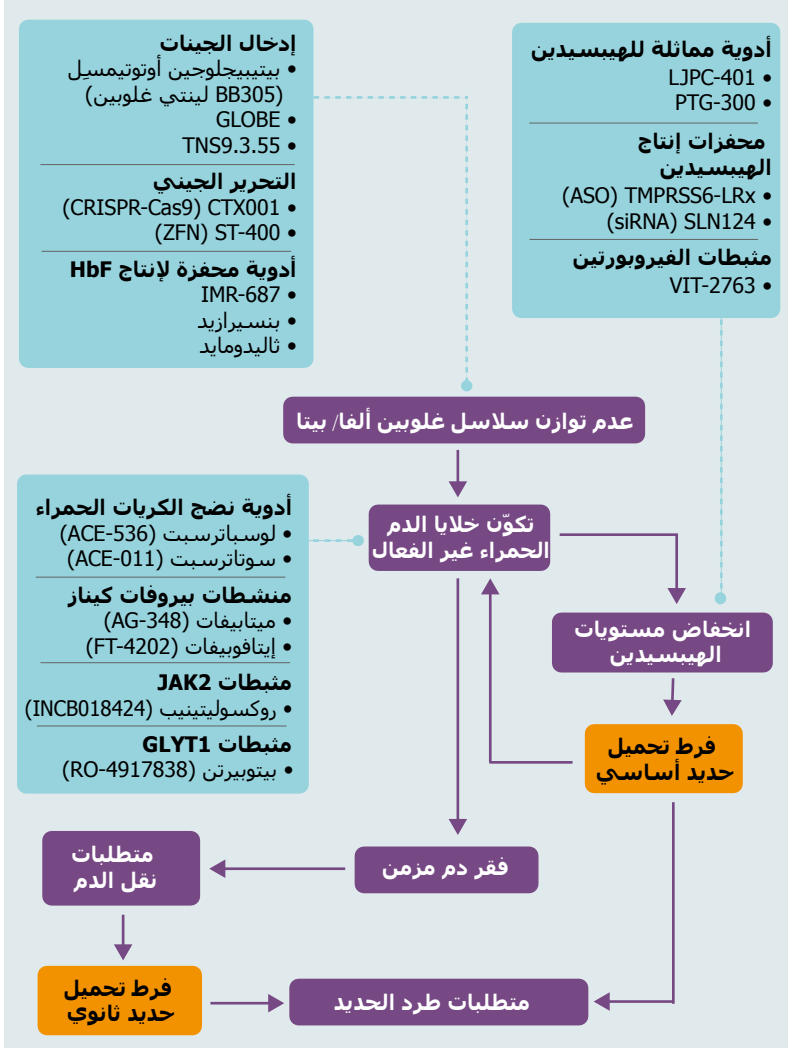 أدوية مماثلة للهيبسيدين
• LJPC-401
• PTG-300
محفزات إنتاج
الهيبسيدين
• TMPRSS6-LRx (ASO)
• SLN124 (siRNA)
مثبطات الفيروبورتين
• VIT-2763
إدخال الجينات
• بيتيبيجلوجين أوتوتيمسِل
(BB305 لينتي غلوبين)
• GLOBE
• TNS9.3.55
التحرير الجيني
• CTX001 (CRISPR-Cas9)
• ST-400 (ZFN)
أدوية محفزة لإنتاج HbF
• IMR-687
• بنسيرازيد
• ثاليدومايد
عدم توازن سلاسل غلوبين ألفا/ بيتا
تكوّن خلايا الدم
الحمراء غير الفعال
أدوية نضج الكريات الحمراء
• لوسباترسبت (ACE-536)
• سوتاترسبت (ACE-011)
منشطات بيروفات كيناز
• ميتابيفات (AG-348)
• إيتافوبيفات (FT-4202)
مثبطات JAK2
• روكسوليتينيب (INCB018424)
مثبطات GLYT1
• بيتوبيرتن (RO-4917838)
انخفاض مستويات
الهيبسيدين
فرط تحميل
حديد أساسي
فقر دم مزمن
متطلبات
نقل الدم
فرط تحميل
حديد ثانوي
متطلبات طرد الحديد